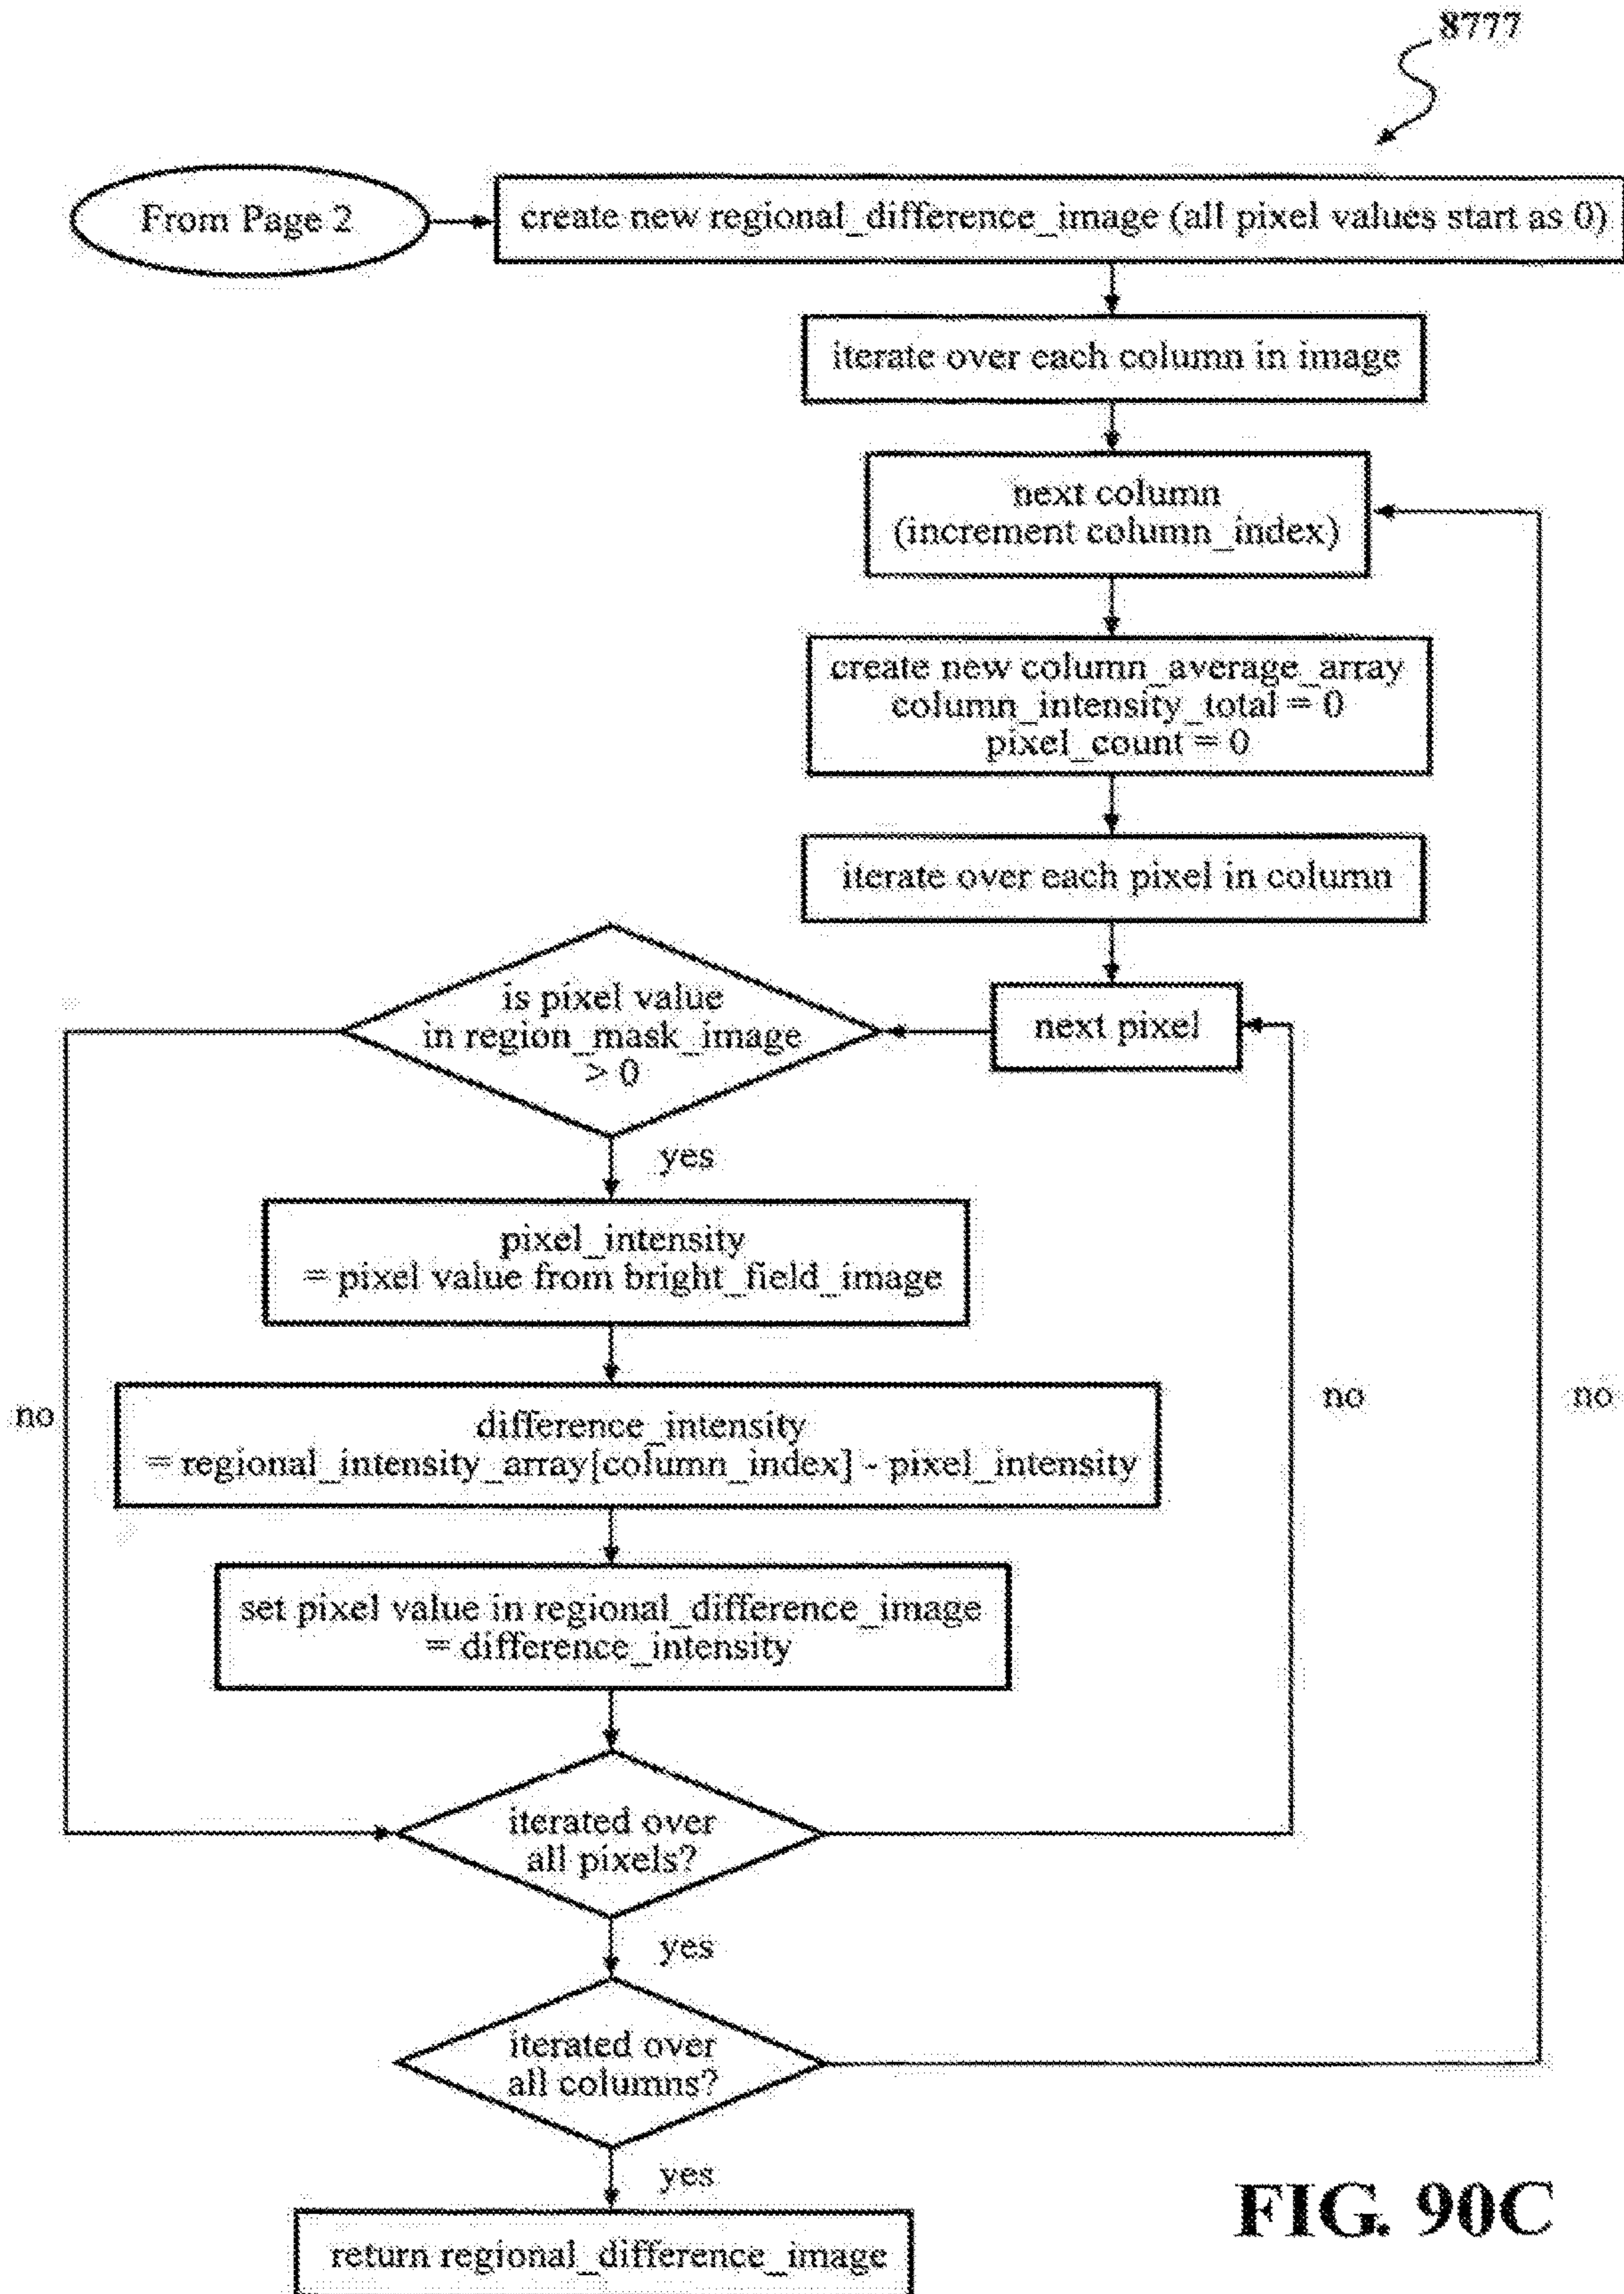 8777
From Page 2
create new regional_difference_image (all pixel values start as 0)
iterate over each column in image
next column
(increment column_index)
create new column_average_array
column_intensity_total = 0
pixel_count = 0
iterate over each pixel in column
next pixel
is pixel value
in region_mask_image
> 0
yes
pixel_intensity
= pixel value from bright_field_image
difference_intensity
= regional_intensity_array[column_index] - pixel_intensity
no
no
no
set pixel value in regional_difference_image
= difference_intensity
iterated over
all pixels?
yes
iterated over
all columns?
yes
return regional_difference_image
FIG. 90C